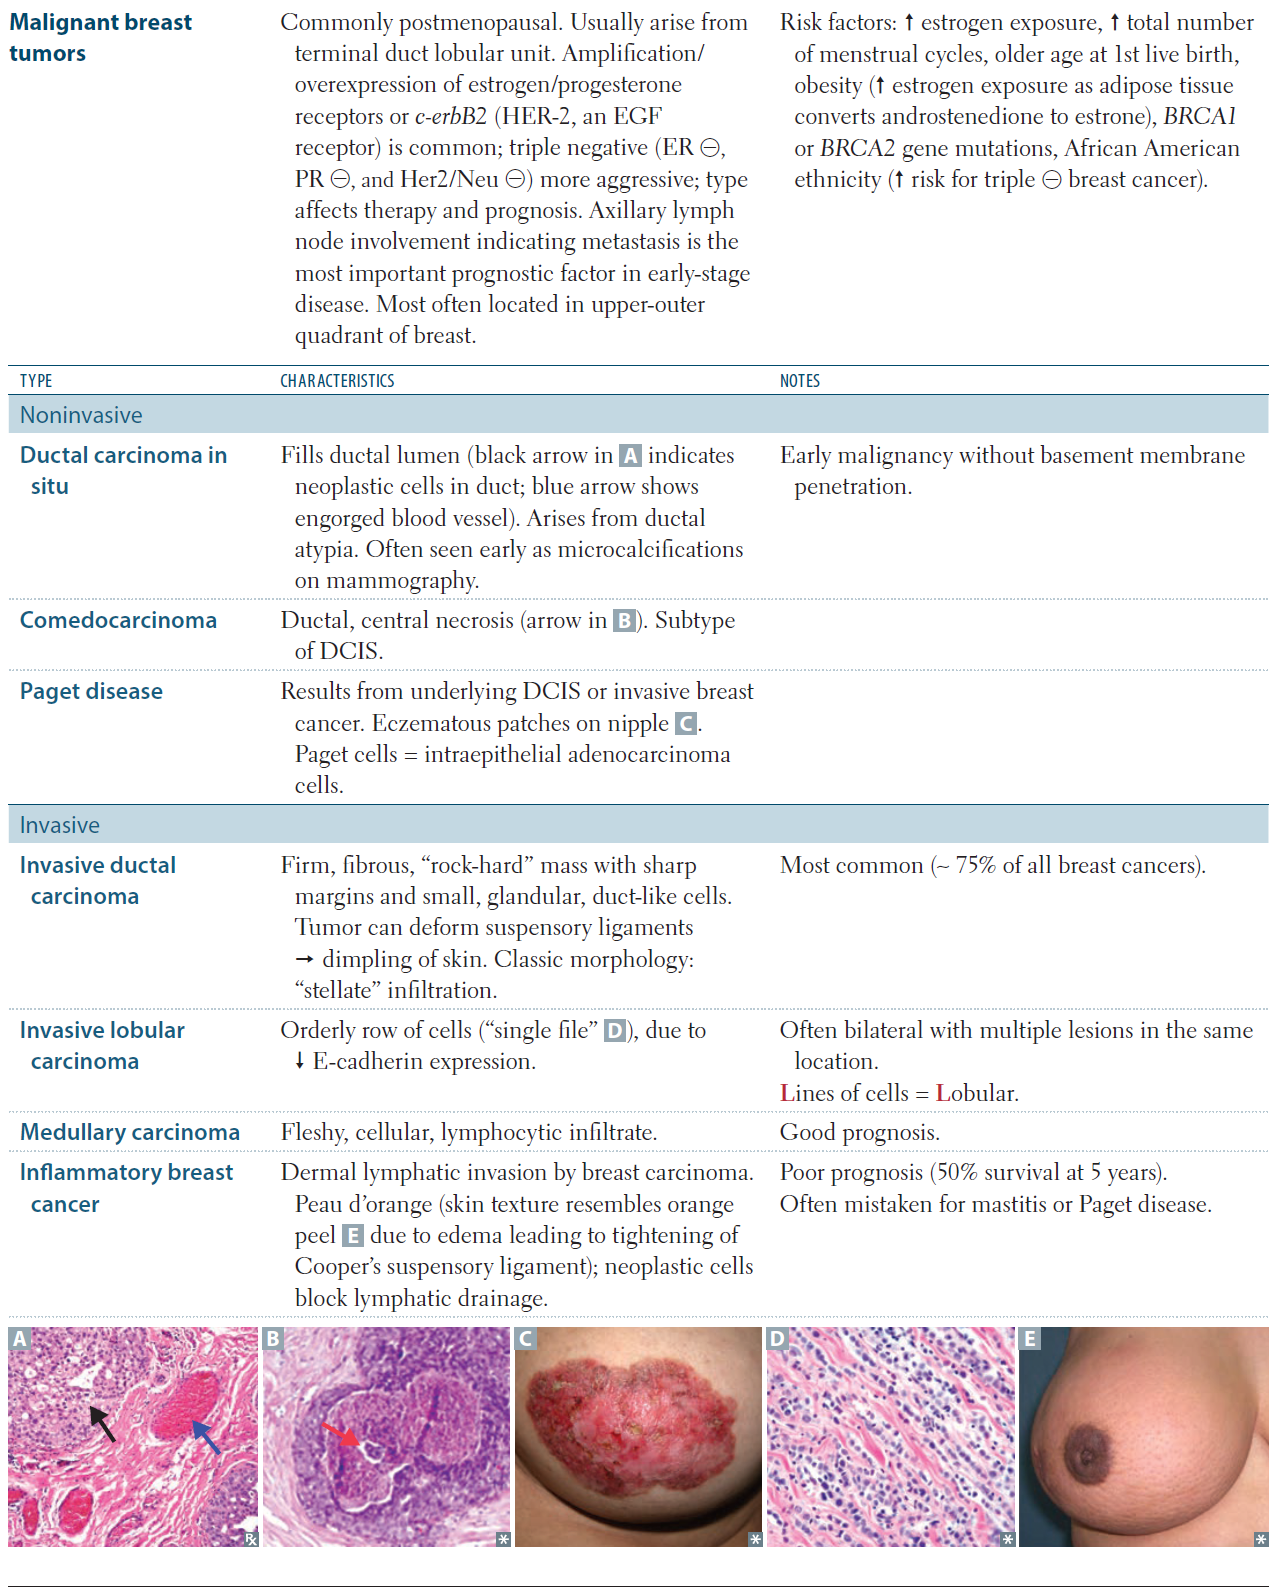 Malignant breast
tumors
Commonly postmenopausal. Usually arise from
terminal duct lobular unit. Amplification/
overexpression of estrogen/progesterone
receptors or c-erbB2 (HER-2, an EGF
receptor) is common; triple negative (ER ⊖,
PR ⊖, and Her2/Neu ⊖) more aggressive; type
affects therapy and prognosis. Axillary lymph
node involvement indicating metastasis is the
most important prognostic factor in early-stage
disease. Most often located in upper-outer
quadrant of breast.
Risk factors: ↑ estrogen exposure, ↑ total number
of menstrual cycles, older age at 1st live birth,
obesity (↑ estrogen exposure as adipose tissue
converts androstenedione to estrone), BRCA1
or BRCA2 gene mutations, African American
ethnicity (↑ risk for triple ⊖ breast cancer).
TYPE
CHARACTERISTICS
NOTES
Noninvasive
Ductal carcinoma in
situ
Fills ductal lumen (black arrow in A indicates
neoplastic cells in duct; blue arrow shows
engorged blood vessel). Arises from ductal
atypia. Often seen early as microcalcifications
on mammography.
Early malignancy without basement membrane
penetration.
Comedocarcinoma
Ductal, central necrosis (arrow in B). Subtype
of DCIS.
Paget disease
Results from underlying DCIS or invasive breast
cancer. Eczematous patches on nipple C.
Paget cells = intraepithelial adenocarcinoma
cells.
Invasive
Invasive ductal
carcinoma
Firm, fibrous, “rock-hard” mass with sharp
margins and small, glandular, duct-like cells.
Tumor can deform suspensory ligaments
→ dimpling of skin. Classic morphology:
“stellate” infiltration.
Most common (~ 75% of all breast cancers).
Invasive lobular
carcinoma
Orderly row of cells (“single file” D), due to
↓ E-cadherin expression.
Often bilateral with multiple lesions in the same
location.
Lines of cells = Lobular.
Medullary carcinoma
Fleshy, cellular, lymphocytic infiltrate.
Good prognosis.
Inflammatory breast
cancer
Dermal lymphatic invasion by breast carcinoma.
Peau d’orange (skin texture resembles orange
peel E due to edema leading to tightening of
Cooper’s suspensory ligament); neoplastic cells
block lymphatic drainage.
Poor prognosis (50% survival at 5 years).
Often mistaken for mastitis or Paget disease.
A
B
C
D
E
℞
*
*
*
*